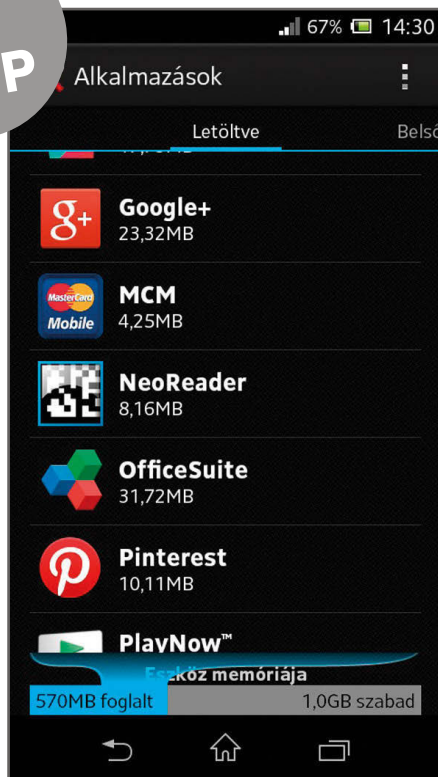 P
67% 14:30
Alkalmazások
Letöltve Belső
Google+
23,32MB
MasterCard
Mobile
MCM
4,25MB
NeoReader
8,16MB
OfficeSuite
31,72MB
Pinterest
10,11MB
PlayNow™
Eszköz memóriája
570MB foglalt 1,0GB szabad